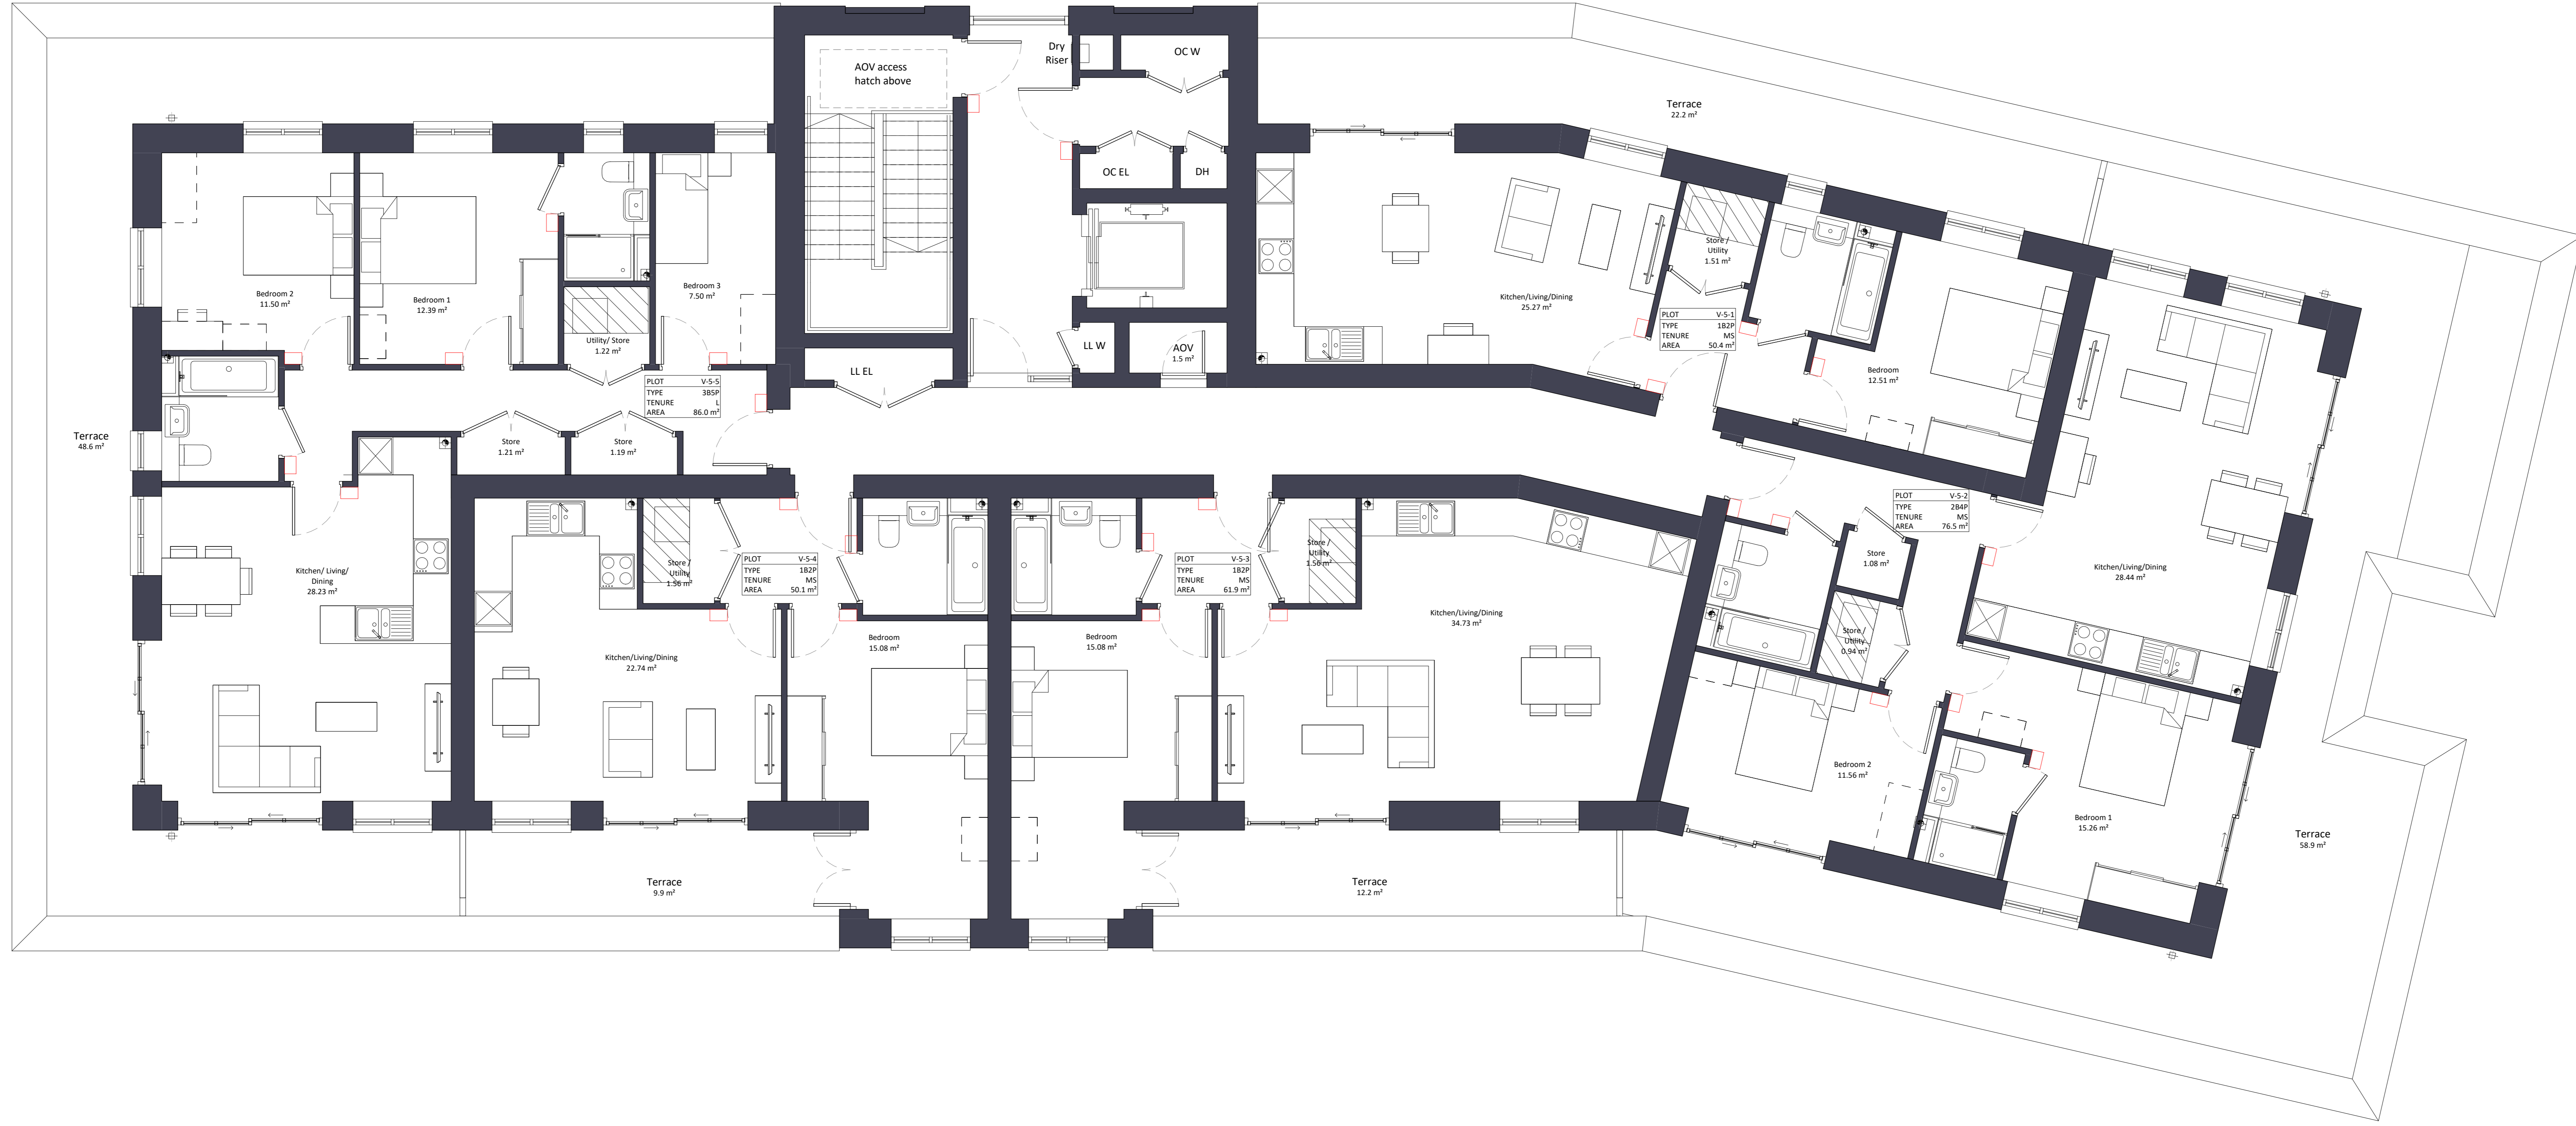 Dry
Riser
OC W
AOV access
hatch above
Terrace
22.2 m²
OC EL
DH
Bedroom 2
11.50 m²
Bedroom 1
12.39 m²
Bedroom 3
7.50 m²
Utility/ Store
1.22 m²
LL W
AOV
1.5 m²
LL EL
Kitchen/Living/Dining
25.27 m²
Store /
Utility
1.51 m²
PLOT V-5-1
TYPE 1B2P
TENURE MS
AREA 50.4 m²
Bedroom
12.51 m²
PLOT V-5-5
TYPE 3B5P
TENURE L
AREA 86.0 m²
Terrace
48.6 m²
Store
1.21 m²
Store
1.19 m²
Kitchen/ Living/
Dining
28.23 m²
Store /
Utility
1.56 m²
PLOT V-5-4
TYPE 1B2P
TENURE MS
AREA 50.1 m²
PLOT V-5-3
TYPE 1B2P
TENURE MS
AREA 61.9 m²
Store /
Utility
1.56 m²
PLOT V-5-2
TYPE 2B4P
TENURE MS
AREA 76.5 m²
Store
1.08 m²
Kitchen/Living/Dining
28.44 m²
Kitchen/Living/Dining
22.74 m²
Bedroom
15.08 m²
Bedroom
15.08 m²
Kitchen/Living/Dining
34.73 m²
Store /
Utility
0.94 m²
Bedroom 2
11.56 m²
Bedroom 1
15.26 m²
Terrace
58.9 m²
Terrace
9.9 m²
Terrace
12.2 m²